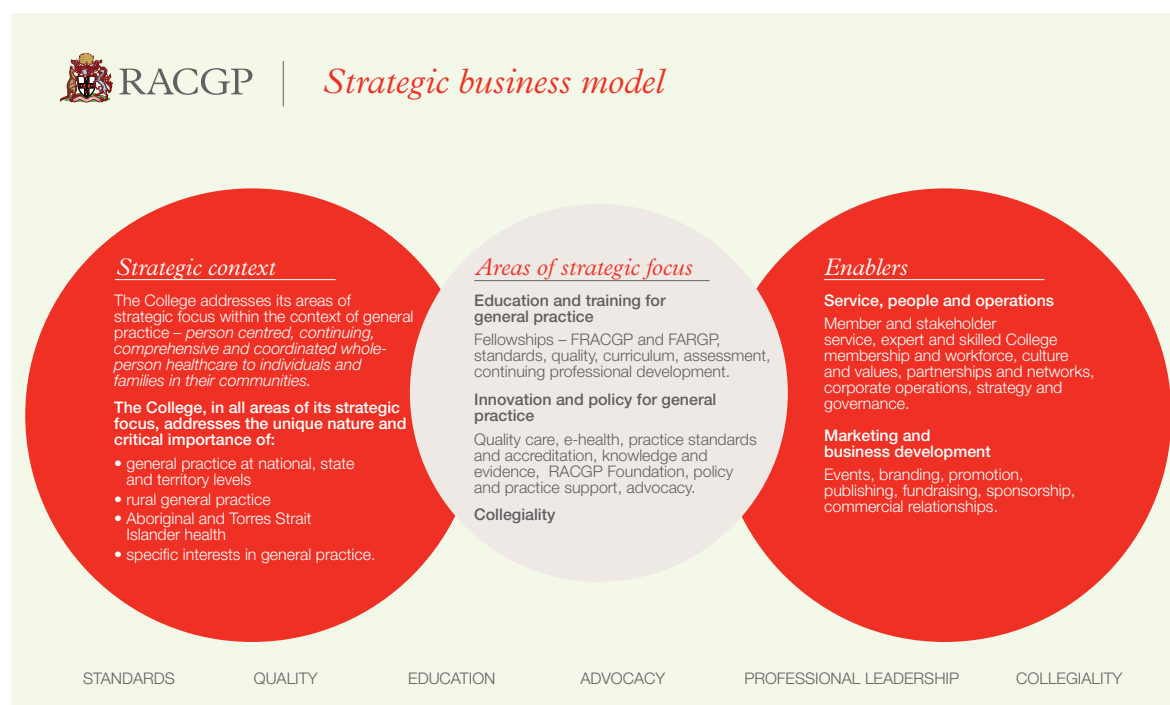 RACGP
Strategic business model
Strategic context
The College addresses its areas of
strategic focus within the context of general
practice – person centred, continuing,
comprehensive and coordinated whole-
person healthcare to individuals and
families in their communities.
The College, in all areas of its strategic
focus, addresses the unique nature and
critical importance of:
• general practice at national, state
and territory levels
• rural general practice
• Aboriginal and Torres Strait
Islander health
• specific interests in general practice.
Areas of strategic focus
Education and training for
general practice
Fellowships – FRACGP and FARGP,
standards, quality, curriculum, assessment,
continuing professional development.
Innovation and policy for general
practice
Quality care, e-health, practice standards
and accreditation, knowledge and
evidence, RACGP Foundation, policy
and practice support, advocacy.
Collegiality
Enablers
Service, people and operations
Member and stakeholder
service, expert and skilled College
membership and workforce, culture
and values, partnerships and networks,
corporate operations, strategy and
governance.
Marketing and
business development
Events, branding, promotion,
publishing, fundraising, sponsorship,
commercial relationships.
STANDARDS QUALITY EDUCATION ADVOCACY PROFESSIONAL LEADERSHIP COLLEGIALITY